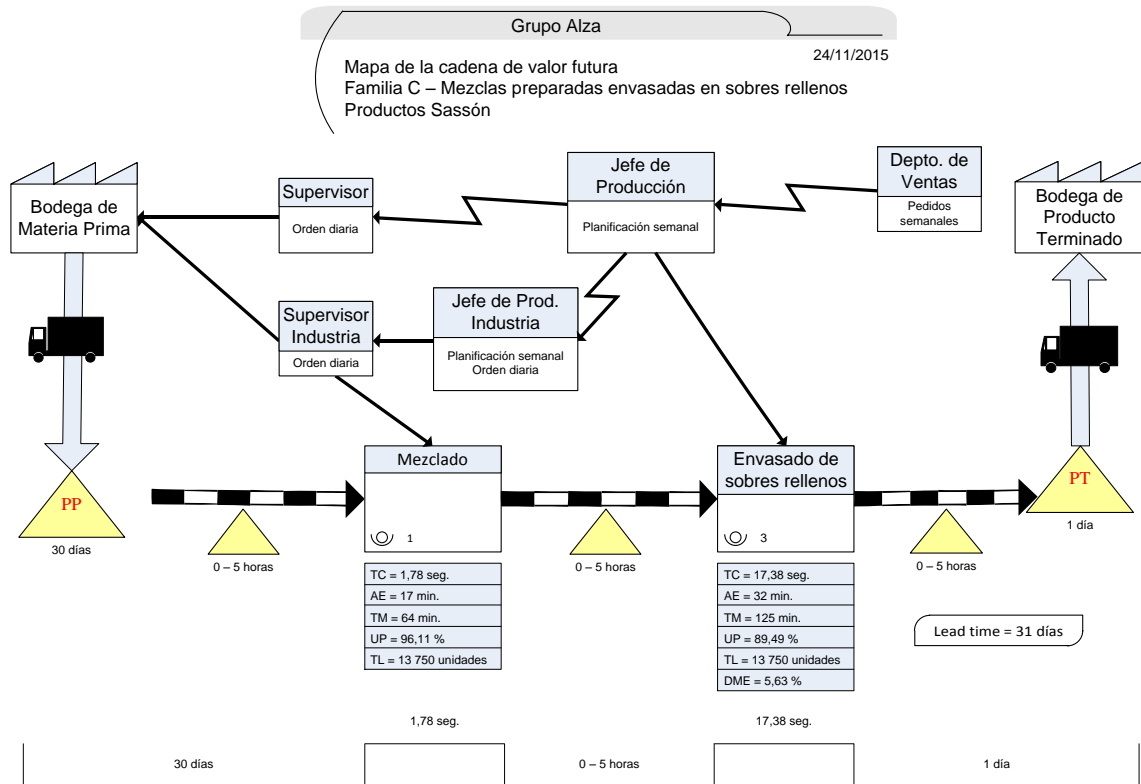 Grupo Alza
24/11/2015
Mapa de la cadena de valor futura
Familia C – Mezclas preparadas envasadas en sobres rellenos
Productos Sassón
Bodega de
Materia Prima
Supervisor
Orden diaria
Jefe de
Producción
Planificación semanal
Depto. de
Ventas
Pedidos
semanales
Bodega de
Producto
Terminado
Supervisor
Industria
Orden diaria
Jefe de Prod.
Industria
Planificación semanal
Orden diaria
PP
30 días
0 – 5 horas
Mezclado
1
TC = 1,78 seg.
AE = 17 min.
TM = 64 min.
UP = 96,11 %
TL = 13 750 unidades
0 – 5 horas
Envasado de
sobres rellenos
3
TC = 17,38 seg.
AE = 32 min.
TM = 125 min.
UP = 89,49 %
TL = 13 750 unidades
DME = 5,63 %
0 – 5 horas
PT
1 día
Lead time = 31 días
1,78 seg.
17,38 seg.
30 días
0 – 5 horas
1 día